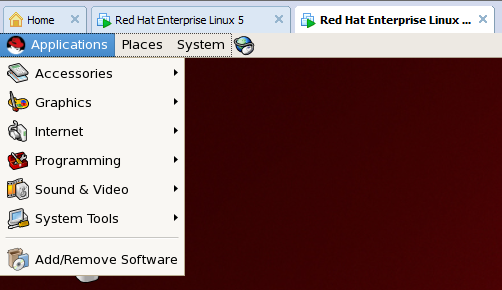 Home
Red Hat Enterprise Linux 5
Red Hat Enterprise Linux ...
Applications Places System
Accessories
Graphics
Internet
Programming
Sound & Video
System Tools
Add/Remove Software